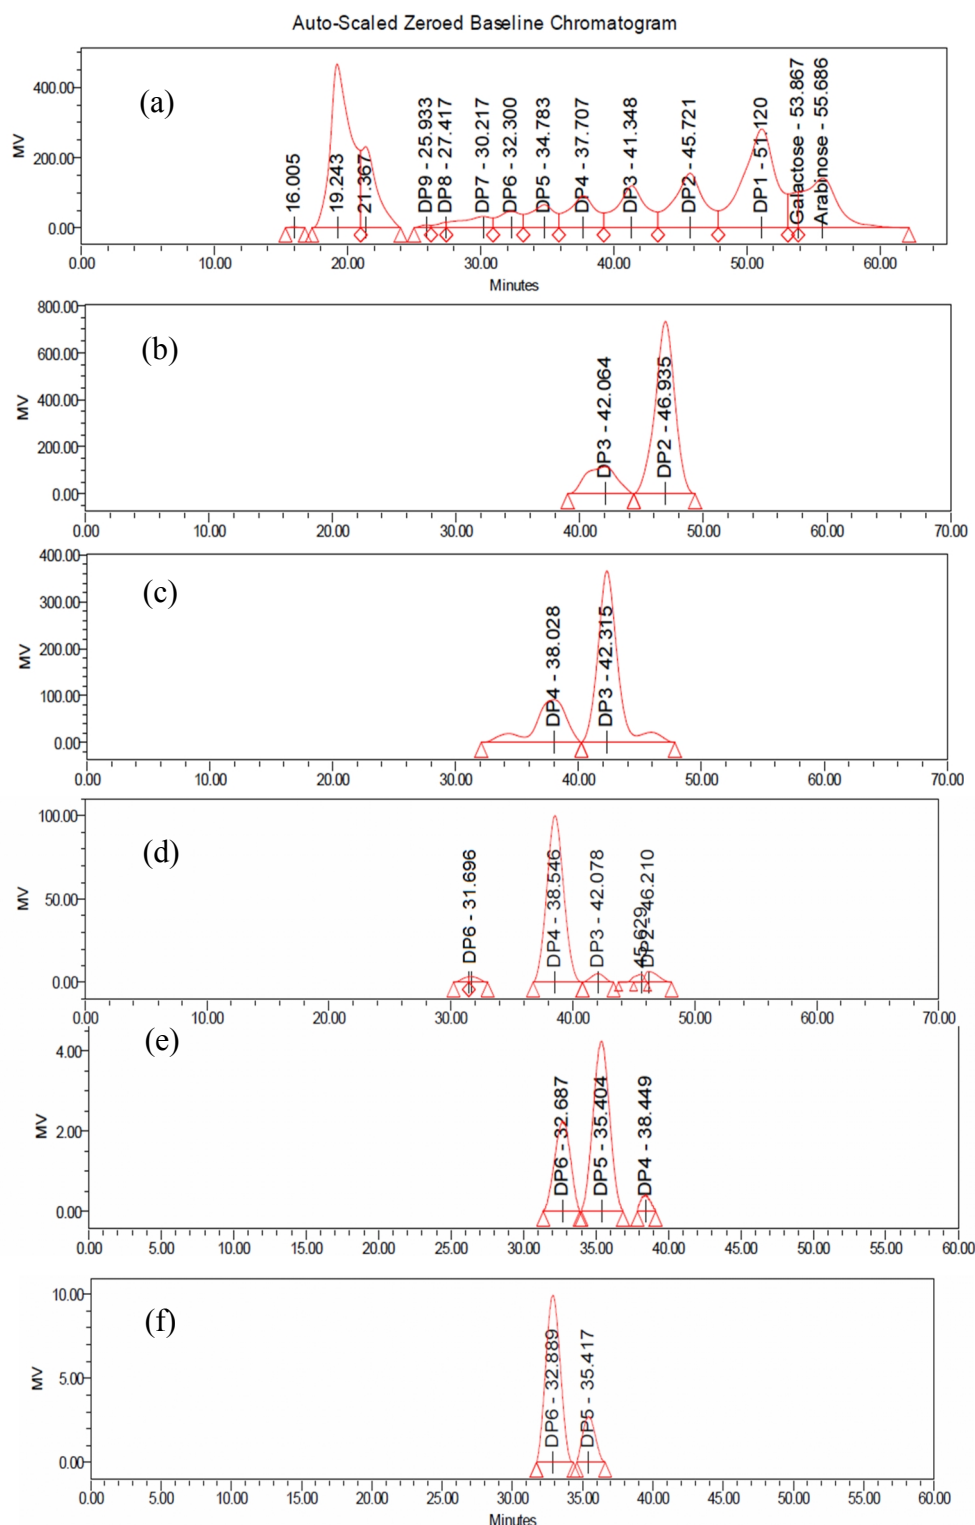 Auto-Scaled Zeroed Baseline Chromatogram
(a)
MV
400.00
200.00
0.00
16.005
19.243
21.367
DP9 - 25.933
DP8 - 27.417
DP7 - 30.217
DP6 - 32.300
DP5 - 34.783
DP4 - 37.707
DP3 - 41.348
DP2 - 45.721
DP1 - 51.120
Galactose - 53.867
Arabinose - 55.686
0.00 10.00 20.00 30.00 40.00 50.00 60.00
Minutes
(b)
MV
800.00
600.00
400.00
200.00
0.00
DP3 - 42.064
DP2 - 46.935
0.00 10.00 20.00 30.00 40.00 50.00 60.00 70.00
(c)
MV
400.00
300.00
200.00
100.00
0.00
DP4 - 38.028
DP3 - 42.315
0.00 10.00 20.00 30.00 40.00 50.00 60.00 70.00
(d)
MV
100.00
50.00
0.00
DP6 - 31.696
DP4 - 38.546
DP3 - 42.078
45.629
DP2 - 46.210
0.00 10.00 20.00 30.00 40.00 50.00 60.00 70.00
(e)
MV
4.00
2.00
0.00
DP6 - 32.687
DP5 - 35.404
DP4 - 38.449
0.00 5.00 10.00 15.00 20.00 25.00 30.00 35.00 40.00 45.00 50.00 55.00 60.00
(f)
MV
10.00
5.00
0.00
DP6 - 32.889
DP5 - 35.417
0.00 5.00 10.00 15.00 20.00 25.00 30.00 35.00 40.00 45.00 50.00 55.00 60.00
Minutes